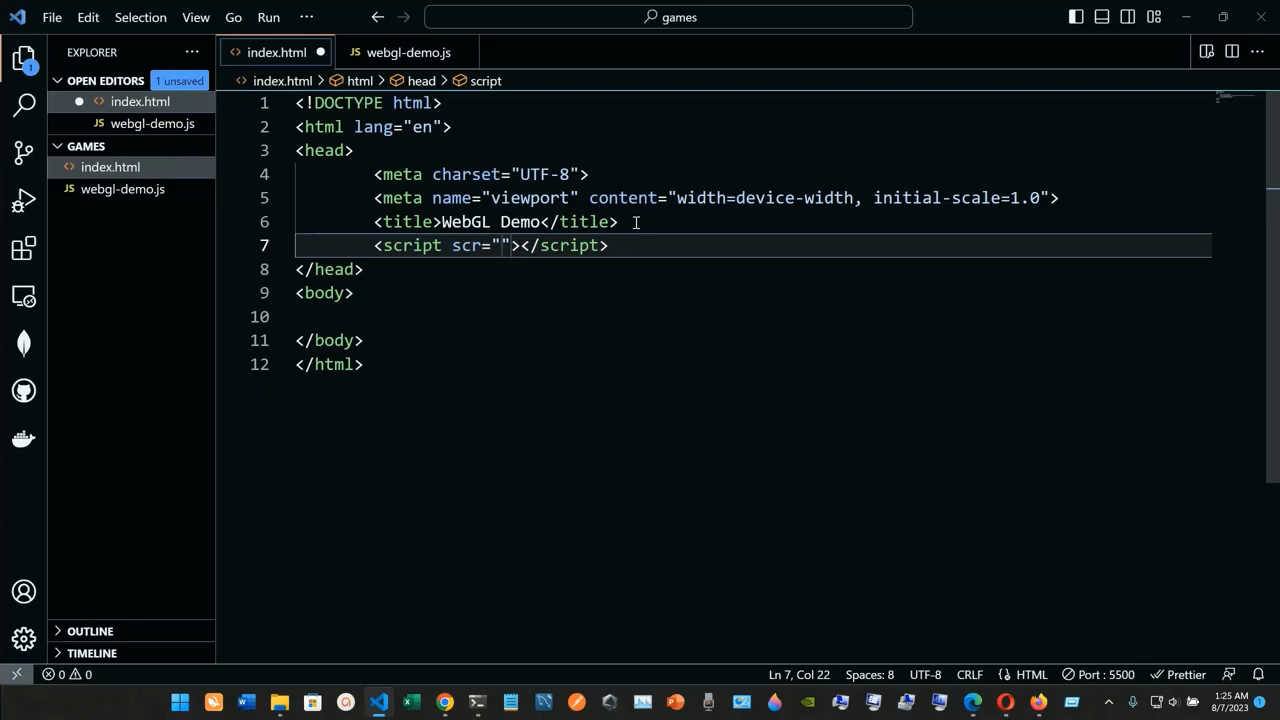 File Edit Selection View Go Run ··· games
EXPLORER ···
OPEN EDITORS 1 unsaved
index.html
JS webgl-demo.js
GAMES
index.html
JS webgl-demo.js
OUTLINE
TIMELINE
1
index.html
JS webgl-demo.js
index.html > html > head > script
1 <!DOCTYPE html>
2 <html lang="en">
3 <head>
4 <meta charset="UTF-8">
5 <meta name="viewport" content="width=device-width, initial-scale=1.0">
6 <title>WebGL Demo</title>
7 <script scr=""></script>
8 </head>
9 <body>
10
11 </body>
12 </html>
0 0 Ln 7, Col 22 Spaces: 8 UTF-8 CRLF {} HTML Port : 5500 Prettier
1:25 AM
8/7/2023